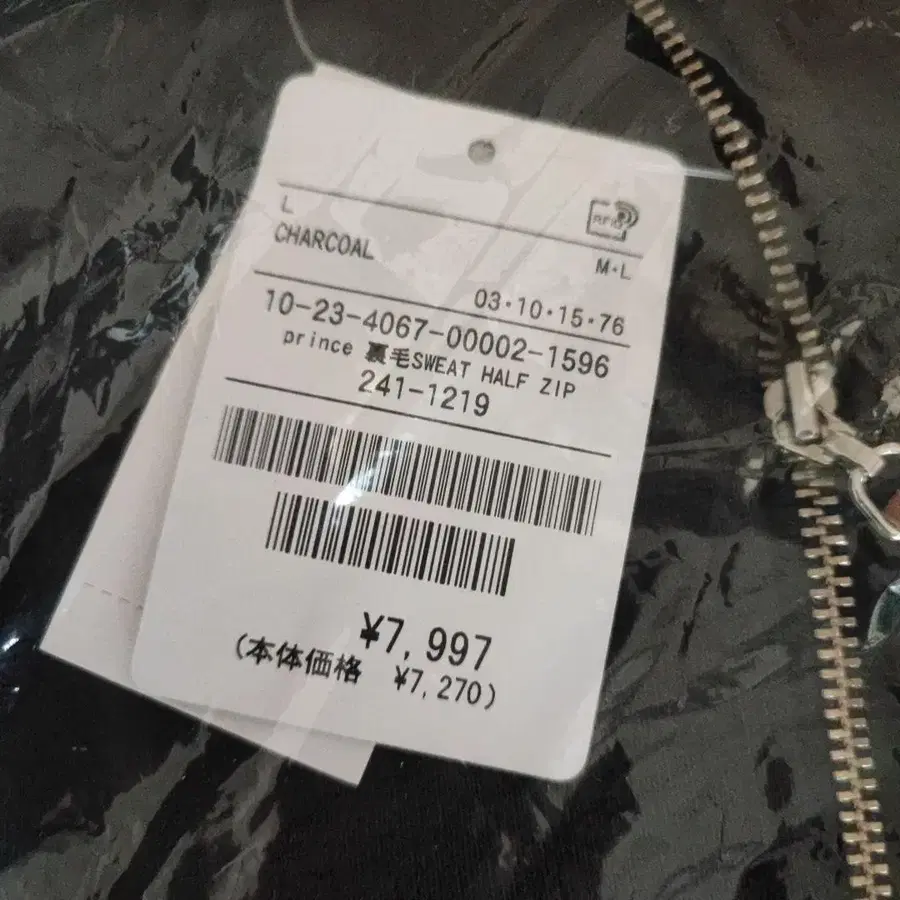 L
RFID
CHARCOAL
M·L
03·10·15·76
10-23-4067-00002-1596
prince 裏毛SWEAT HALF ZIP
241-1219
¥7,997
(本体価格 ¥7,270)